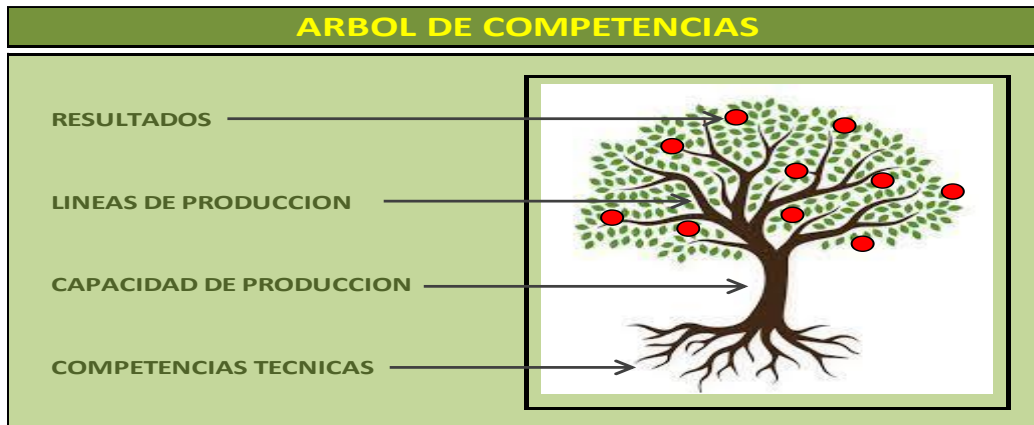 ARBOL DE COMPETENCIAS
RESULTADOS
LINEAS DE PRODUCCION
CAPACIDAD DE PRODUCCION
COMPETENCIAS TECNICAS